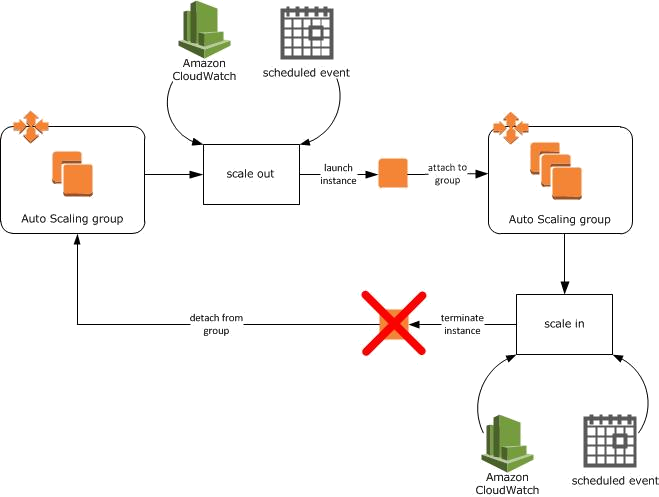 Amazon
CloudWatch
scheduled event
Auto Scaling group
scale out
launch
instance
attach to
group
Auto Scaling group
detach from
group
terminate
instance
scale in
Amazon
CloudWatch
scheduled event